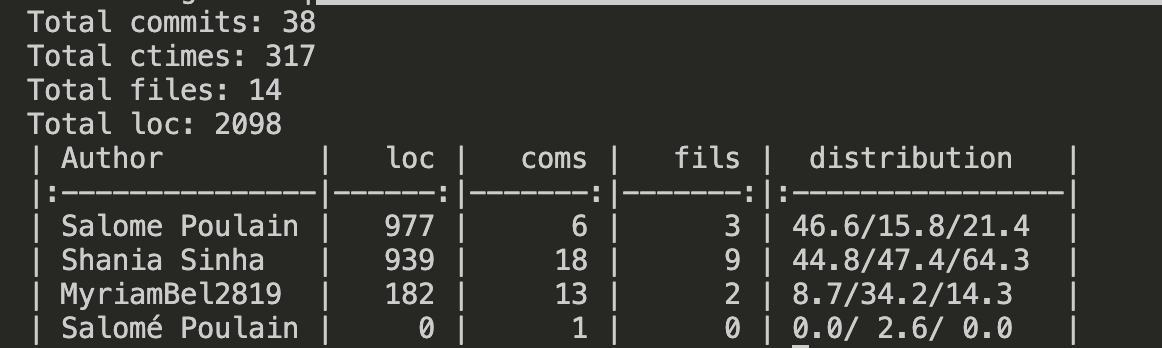 Total commits: 38
Total ctimes: 317
Total files: 14
Total loc: 2098
| Author         |   loc |   coms |   fils |  distribution   |
|:---------------|------:|-------:|-------:|:----------------|
| Salome Poulain |   977 |      6 |      3 | 46.6/15.8/21.4  |
| Shania Sinha   |   939 |     18 |      9 | 44.8/47.4/64.3  |
| MyriamBel2819  |   182 |     13 |      2 | 8.7/34.2/14.3   |
| Salomé Poulain |     0 |      1 |      0 | 0.0/ 2.6/ 0.0   |